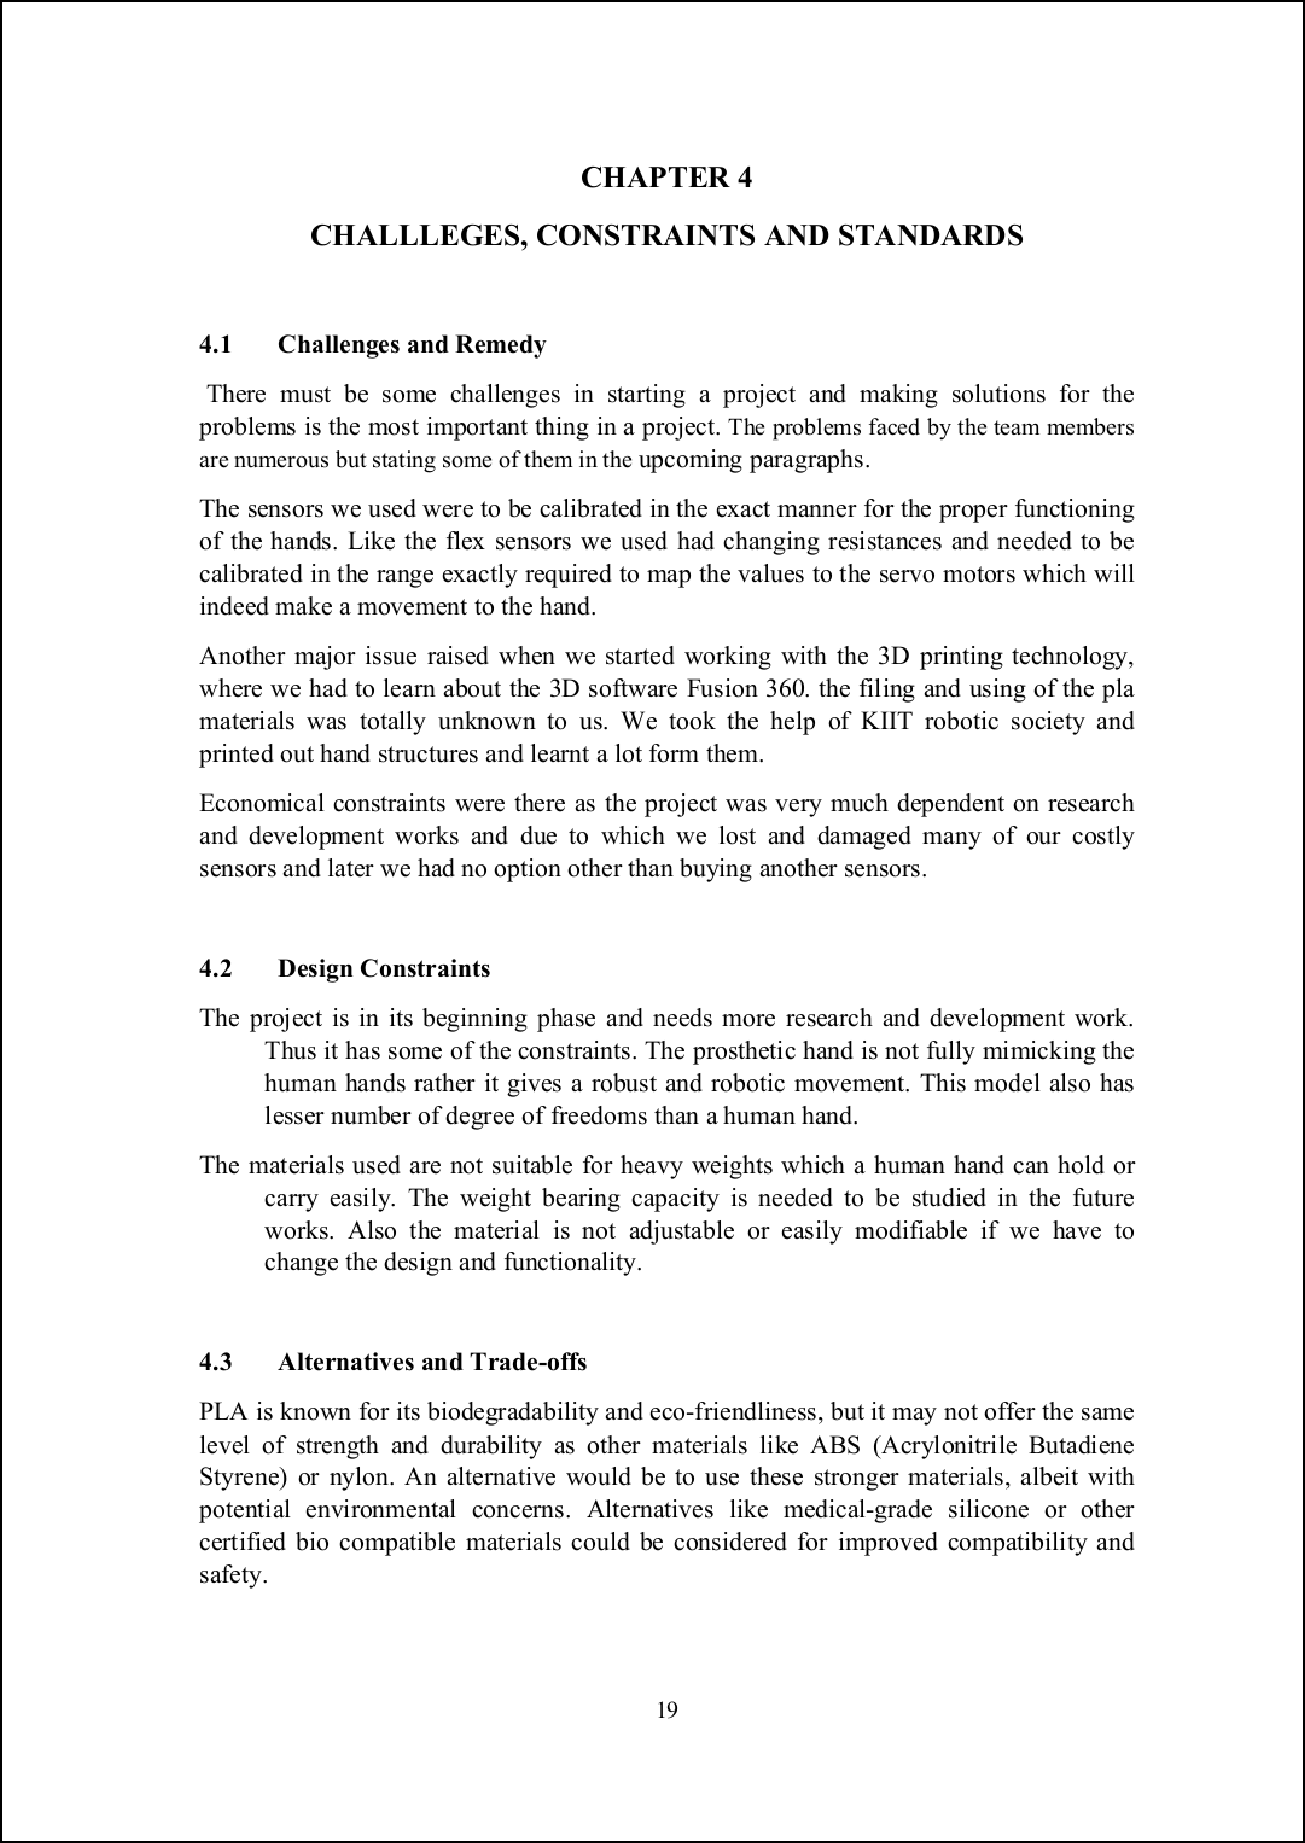 CHAPTER 4
CHALLLEGES, CONSTRAINTS AND STANDARDS
4.1 Challenges and Remedy
There must be some challenges in starting a project and making solutions for the
problems is the most important thing in a project. The problems faced by the team members
are numerous but stating some of them in the upcoming paragraphs.
The sensors we used were to be calibrated in the exact manner for the proper functioning
of the hands. Like the flex sensors we used had changing resistances and needed to be
calibrated in the range exactly required to map the values to the servo motors which will
indeed make a movement to the hand.
Another major issue raised when we started working with the 3D printing technology,
where we had to learn about the 3D software Fusion 360. the filing and using of the pla
materials was totally unknown to us. We took the help of KIIT robotic society and
printed out hand structures and learnt a lot form them.
Economical constraints were there as the project was very much dependent on research
and development works and due to which we lost and damaged many of our costly
sensors and later we had no option other than buying another sensors.
4.2 Design Constraints
The project is in its beginning phase and needs more research and development work.
Thus it has some of the constraints. The prosthetic hand is not fully mimicking the
human hands rather it gives a robust and robotic movement. This model also has
lesser number of degree of freedoms than a human hand.
The materials used are not suitable for heavy weights which a human hand can hold or
carry easily. The weight bearing capacity is needed to be studied in the future
works. Also the material is not adjustable or easily modifiable if we have to
change the design and functionality.
4.3 Alternatives and Trade-offs
PLA is known for its biodegradability and eco-friendliness, but it may not offer the same
level of strength and durability as other materials like ABS (Acrylonitrile Butadiene
Styrene) or nylon. An alternative would be to use these stronger materials, albeit with
potential environmental concerns. Alternatives like medical-grade silicone or other
certified bio compatible materials could be considered for improved compatibility and
safety.
19